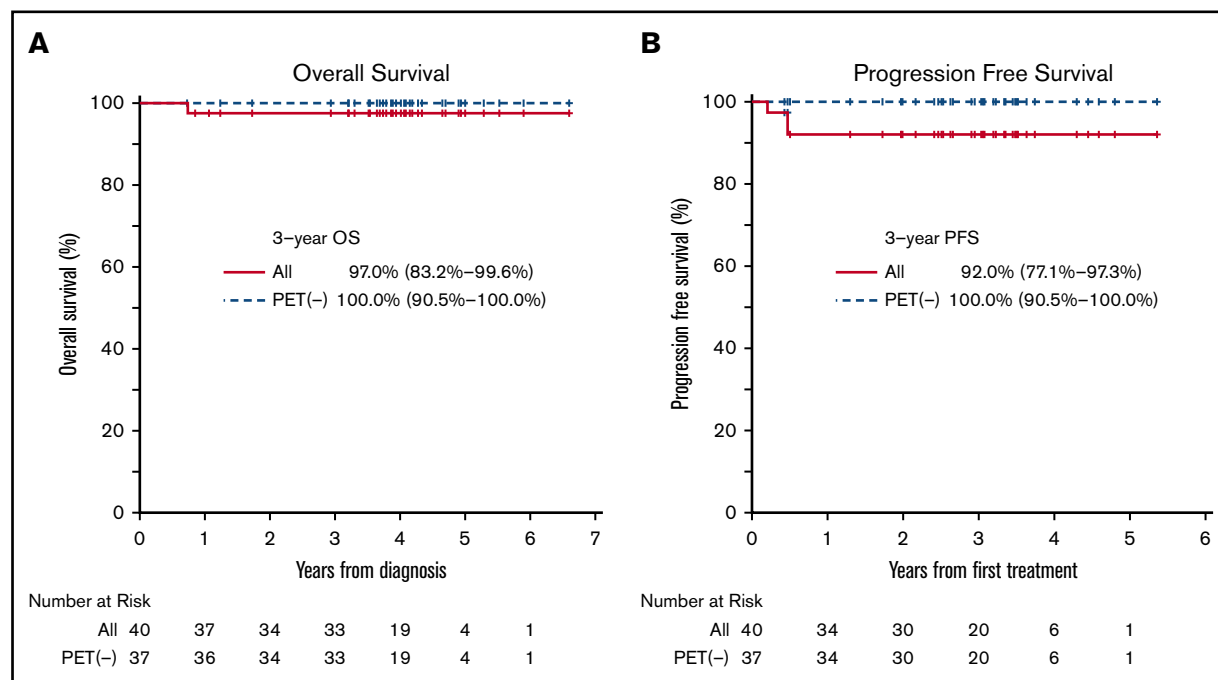 A
Overall Survival
Overall survival (%)
100
80
60
40
20
0
3–year OS
All 97.0% (83.2%–99.6%)
PET(–) 100.0% (90.5%–100.0%)
0 1 2 3 4 5 6 7
Years from diagnosis
Number at Risk
All 40 37 34 33 19 4 1
PET(–) 37 36 34 33 19 4 1
B
Progression Free Survival
Progression free survival (%)
100
80
60
40
20
0
3–year PFS
All 92.0% (77.1%–97.3%)
PET(–) 100.0% (90.5%–100.0%)
0 1 2 3 4 5 6
Years from first treatment
Number at Risk
All 40 34 30 20 6 1
PET(–) 37 34 30 20 6 1